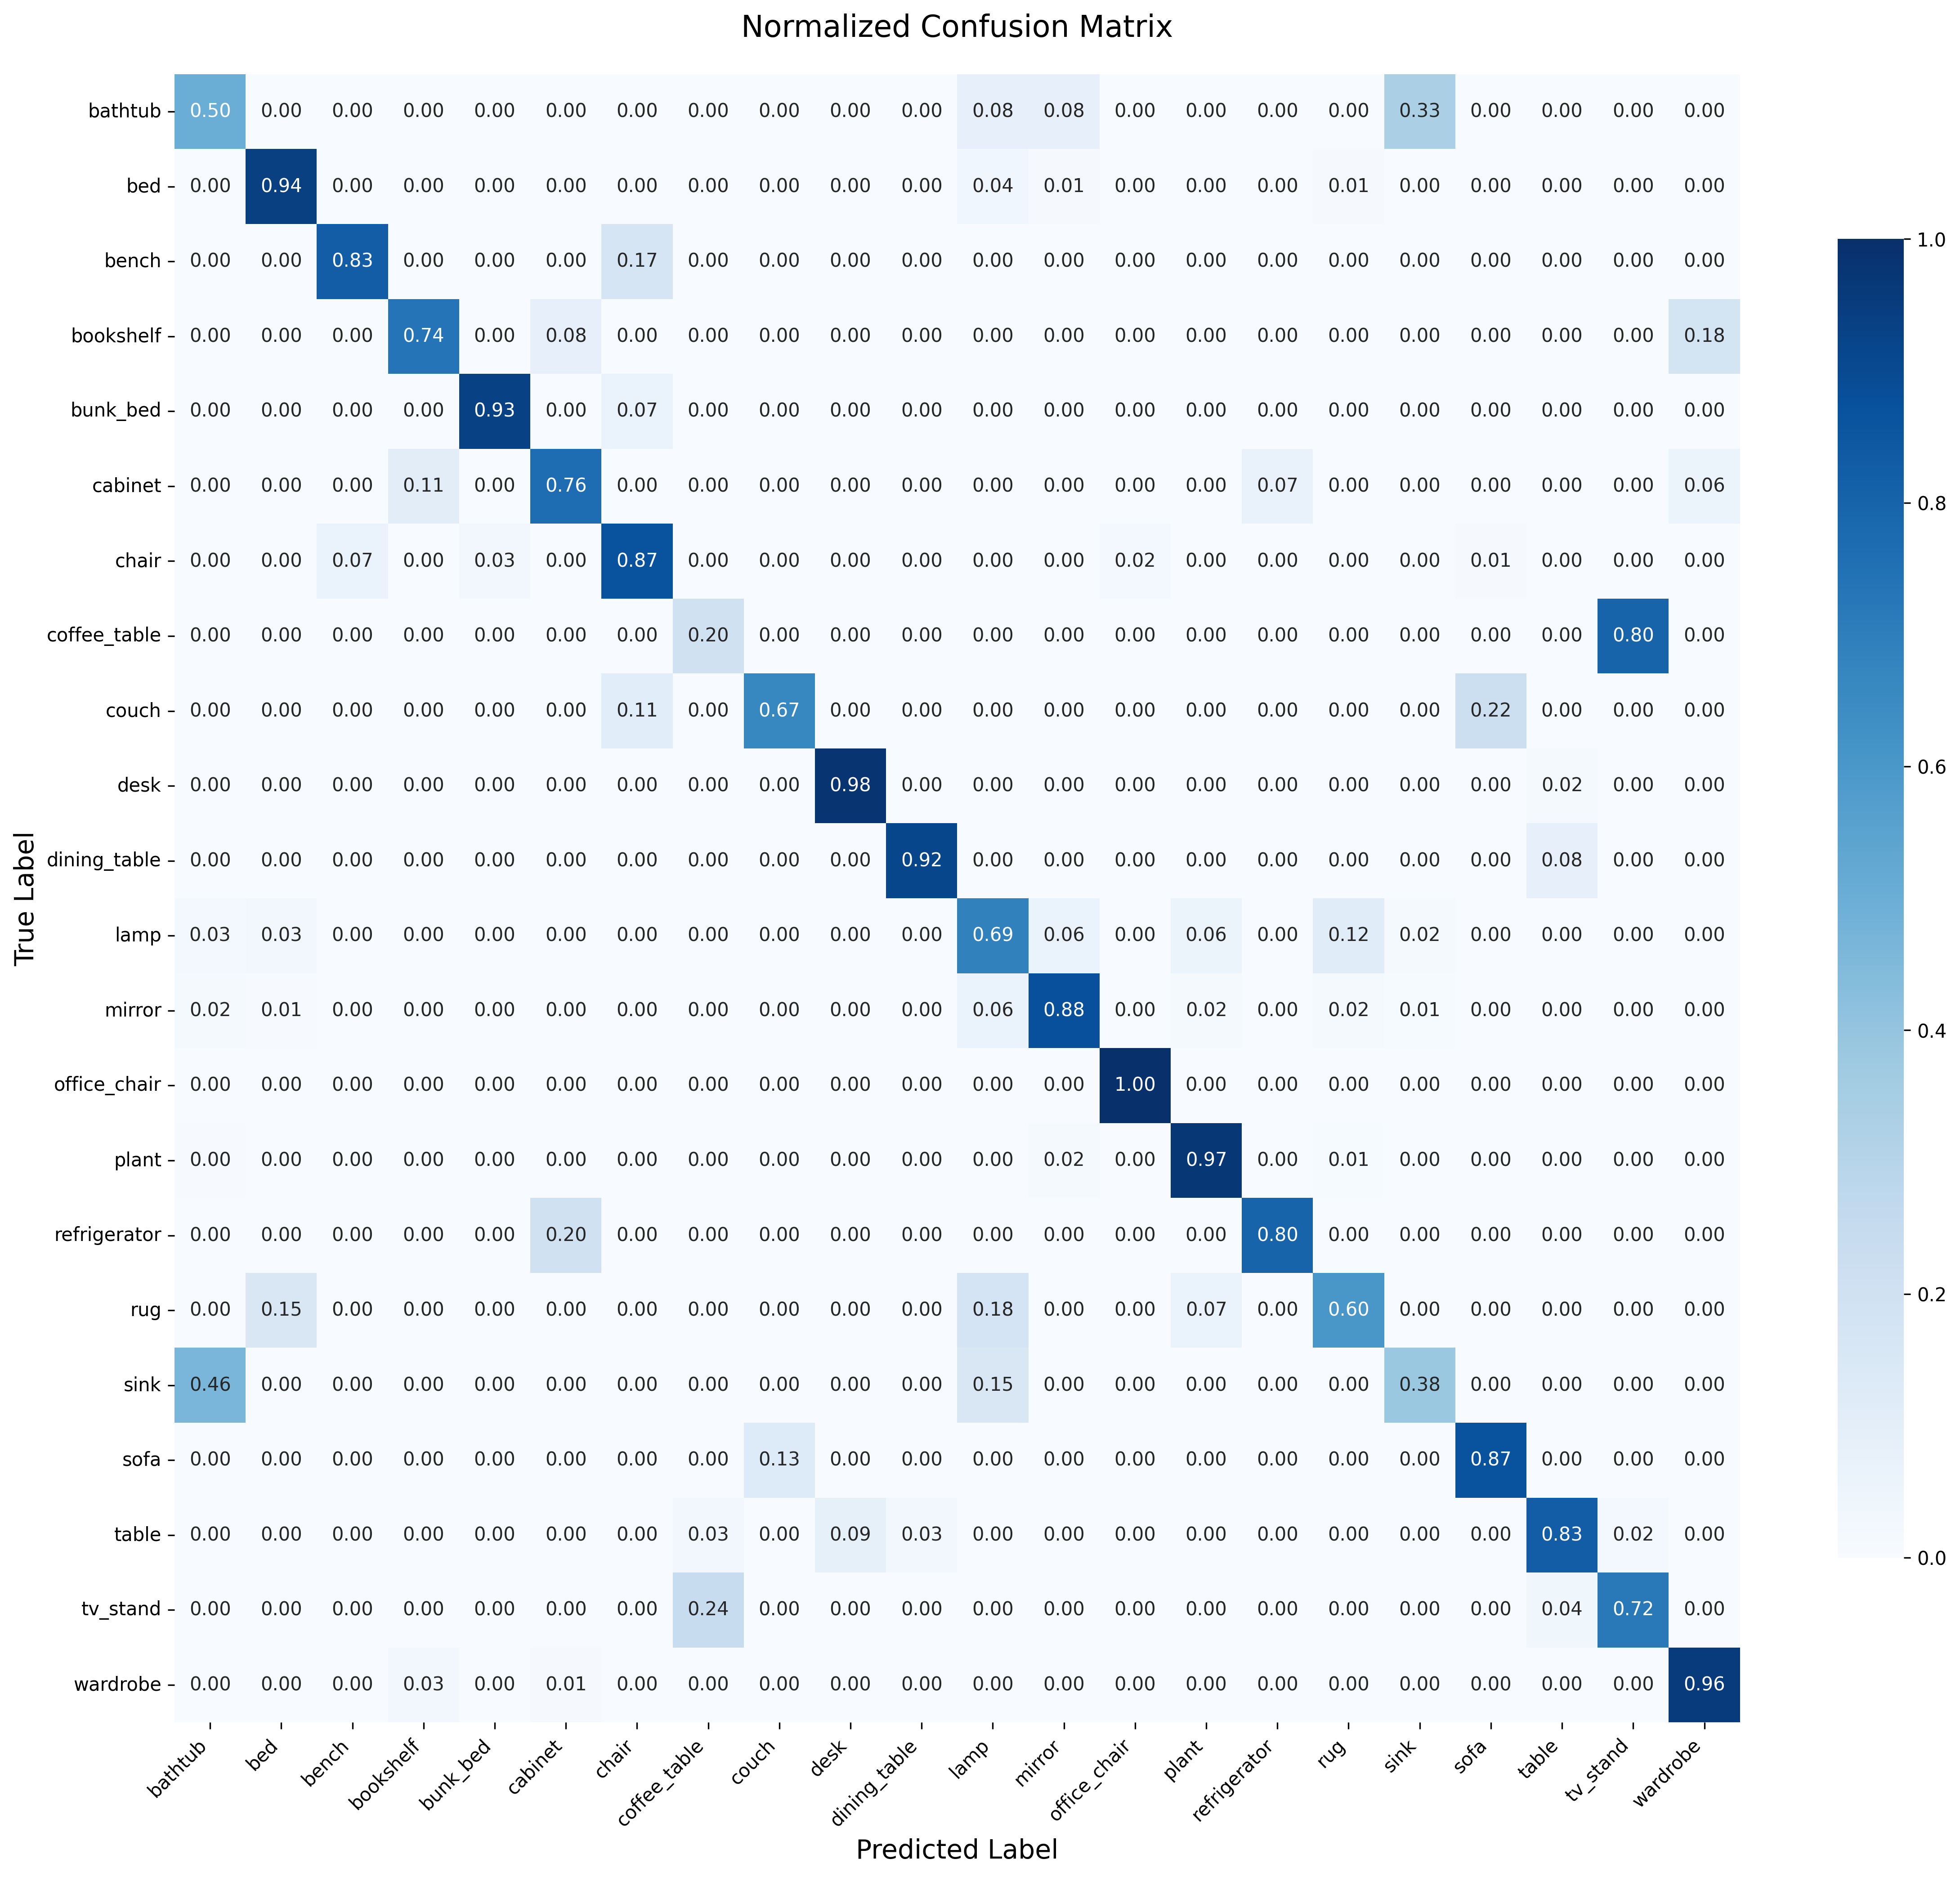 Normalized Confusion Matrix
bathtub 0.50 0.00 0.00 0.00 0.00 0.00 0.00 0.00 0.00 0.00 0.00 0.08 0.08 0.00 0.00 0.00 0.00 0.33 0.00 0.00 0.00 0.00
bed 0.00 0.94 0.00 0.00 0.00 0.00 0.00 0.00 0.00 0.00 0.00 0.04 0.01 0.00 0.00 0.00 0.01 0.00 0.00 0.00 0.00 0.00
bench 0.00 0.00 0.83 0.00 0.00 0.00 0.17 0.00 0.00 0.00 0.00 0.00 0.00 0.00 0.00 0.00 0.00 0.00 0.00 0.00 0.00 0.00
bookshelf 0.00 0.00 0.00 0.74 0.00 0.08 0.00 0.00 0.00 0.00 0.00 0.00 0.00 0.00 0.00 0.00 0.00 0.00 0.00 0.00 0.00 0.18
bunk_bed 0.00 0.00 0.00 0.00 0.93 0.00 0.07 0.00 0.00 0.00 0.00 0.00 0.00 0.00 0.00 0.00 0.00 0.00 0.00 0.00 0.00 0.00
cabinet 0.00 0.00 0.00 0.11 0.00 0.76 0.00 0.00 0.00 0.00 0.00 0.00 0.00 0.00 0.00 0.07 0.00 0.00 0.00 0.00 0.00 0.06
chair 0.00 0.00 0.07 0.00 0.03 0.00 0.87 0.00 0.00 0.00 0.00 0.00 0.00 0.02 0.00 0.00 0.00 0.00 0.01 0.00 0.00 0.00
coffee_table 0.00 0.00 0.00 0.00 0.00 0.00 0.00 0.20 0.00 0.00 0.00 0.00 0.00 0.00 0.00 0.00 0.00 0.00 0.00 0.00 0.80 0.00
couch 0.00 0.00 0.00 0.00 0.00 0.00 0.11 0.00 0.67 0.00 0.00 0.00 0.00 0.00 0.00 0.00 0.00 0.00 0.22 0.00 0.00 0.00
desk 0.00 0.00 0.00 0.00 0.00 0.00 0.00 0.00 0.00 0.98 0.00 0.00 0.00 0.00 0.00 0.00 0.00 0.00 0.00 0.02 0.00 0.00
dining_table 0.00 0.00 0.00 0.00 0.00 0.00 0.00 0.00 0.00 0.00 0.92 0.00 0.00 0.00 0.00 0.00 0.00 0.00 0.00 0.08 0.00 0.00
lamp 0.03 0.03 0.00 0.00 0.00 0.00 0.00 0.00 0.00 0.00 0.00 0.69 0.06 0.00 0.06 0.00 0.12 0.02 0.00 0.00 0.00 0.00
mirror 0.02 0.01 0.00 0.00 0.00 0.00 0.00 0.00 0.00 0.00 0.00 0.06 0.88 0.00 0.02 0.00 0.02 0.01 0.00 0.00 0.00 0.00
office_chair 0.00 0.00 0.00 0.00 0.00 0.00 0.00 0.00 0.00 0.00 0.00 0.00 0.00 1.00 0.00 0.00 0.00 0.00 0.00 0.00 0.00 0.00
plant 0.00 0.00 0.00 0.00 0.00 0.00 0.00 0.00 0.00 0.00 0.00 0.00 0.02 0.00 0.97 0.00 0.01 0.00 0.00 0.00 0.00 0.00
refrigerator 0.00 0.00 0.00 0.00 0.00 0.20 0.00 0.00 0.00 0.00 0.00 0.00 0.00 0.00 0.00 0.80 0.00 0.00 0.00 0.00 0.00 0.00
rug 0.00 0.15 0.00 0.00 0.00 0.00 0.00 0.00 0.00 0.00 0.00 0.18 0.00 0.00 0.07 0.00 0.60 0.00 0.00 0.00 0.00 0.00
sink 0.46 0.00 0.00 0.00 0.00 0.00 0.00 0.00 0.00 0.00 0.00 0.15 0.00 0.00 0.00 0.00 0.00 0.38 0.00 0.00 0.00 0.00
sofa 0.00 0.00 0.00 0.00 0.00 0.00 0.00 0.00 0.13 0.00 0.00 0.00 0.00 0.00 0.00 0.00 0.00 0.00 0.87 0.00 0.00 0.00
table 0.00 0.00 0.00 0.00 0.00 0.00 0.00 0.03 0.00 0.09 0.03 0.00 0.00 0.00 0.00 0.00 0.00 0.00 0.00 0.83 0.02 0.00
tv_stand 0.00 0.00 0.00 0.00 0.00 0.00 0.00 0.24 0.00 0.00 0.00 0.00 0.00 0.00 0.00 0.00 0.00 0.00 0.00 0.04 0.72 0.00
wardrobe 0.00 0.00 0.00 0.03 0.00 0.01 0.00 0.00 0.00 0.00 0.00 0.00 0.00 0.00 0.00 0.00 0.00 0.00 0.00 0.00 0.00 0.96
bathtub bed bench bookshelf bunk_bed cabinet chair coffee_table couch desk dining_table lamp mirror office_chair plant refrigerator rug sink sofa table tv_stand wardrobe
Predicted Label
True Label
1.0
0.8
0.6
0.4
0.2
0.0